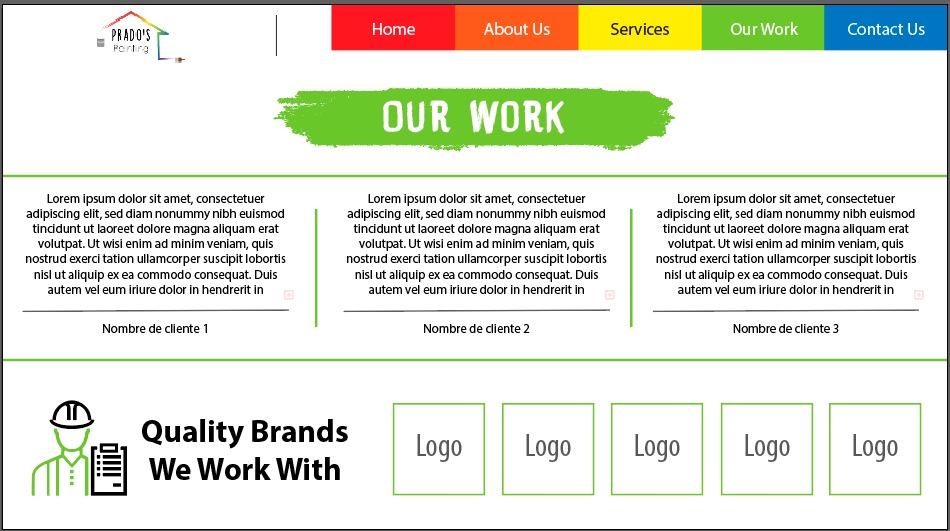 PRADO'S
Painting
Home
About Us
Services
Our Work
Contact Us
OUR WORK
Lorem ipsum dolor sit amet, consectetuer
adipiscing elit, sed diam nonummy nibh euismod
tincidunt ut laoreet dolore magna aliquam erat
volutpat. Ut wisi enim ad minim veniam, quis
nostrud exerci tation ullamcorper suscipit lobortis
nisl ut aliquip ex ea commodo consequat. Duis
autem vel eum iriure dolor in hendrerit in
Nombre de cliente 1
Lorem ipsum dolor sit amet, consectetuer
adipiscing elit, sed diam nonummy nibh euismod
tincidunt ut laoreet dolore magna aliquam erat
volutpat. Ut wisi enim ad minim veniam, quis
nostrud exerci tation ullamcorper suscipit lobortis
nisl ut aliquip ex ea commodo consequat. Duis
autem vel eum iriure dolor in hendrerit in
Nombre de cliente 2
Lorem ipsum dolor sit amet, consectetuer
adipiscing elit, sed diam nonummy nibh euismod
tincidunt ut laoreet dolore magna aliquam erat
volutpat. Ut wisi enim ad minim veniam, quis
nostrud exerci tation ullamcorper suscipit lobortis
nisl ut aliquip ex ea commodo consequat. Duis
autem vel eum iriure dolor in hendrerit in
Nombre de cliente 3
Quality Brands
We Work With
Logo
Logo
Logo
Logo
Logo